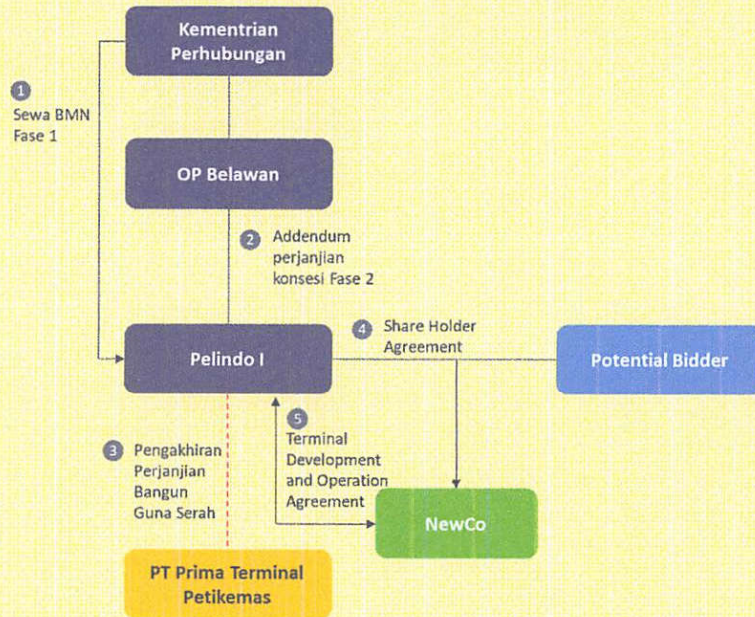 Kementrian
Perhubungan
1
Sewa BMN
Fase 1
OP Belawan
2
Addendum
perjanjian
konsesi Fase 2
Pelindo I
4
Share Holder
Agreement
Potential Bidder
3
Pengakhiran
Perjanjian
Bangun
Guna Serah
5
Terminal
Development
and Operation
Agreement
NewCo
PT Prima Terminal
Petikemas